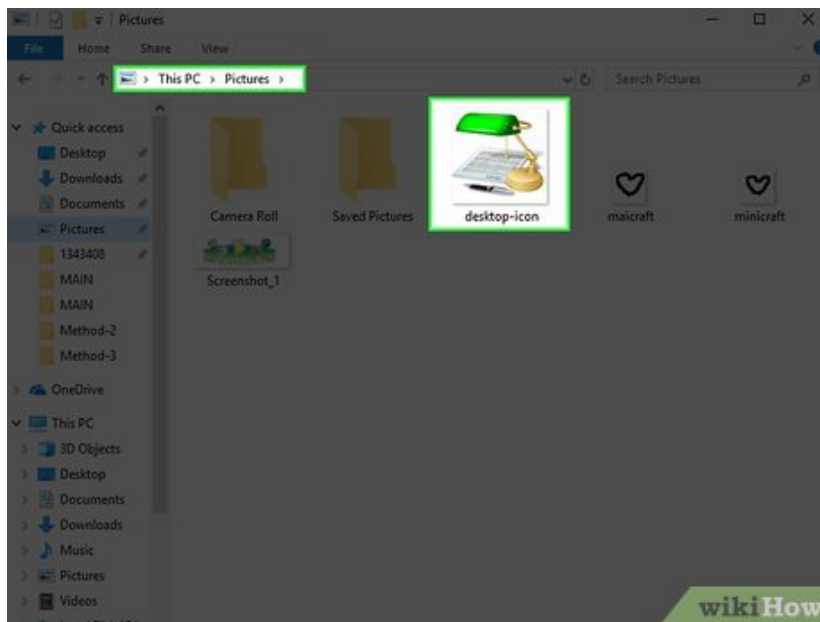 Pictures
File Home Share View
This PC > Pictures >
Search Pictures
Quick access
Desktop
Downloads
Documents
Pictures
1343408
MAIN
MAIN
Method-2
Method-3
OneDrive
This PC
3D Objects
Desktop
Documents
Downloads
Music
Pictures
Videos
Camera Roll
Saved Pictures
desktop-icon
maicraft
minicraft
Screenshot_1
wikiHow